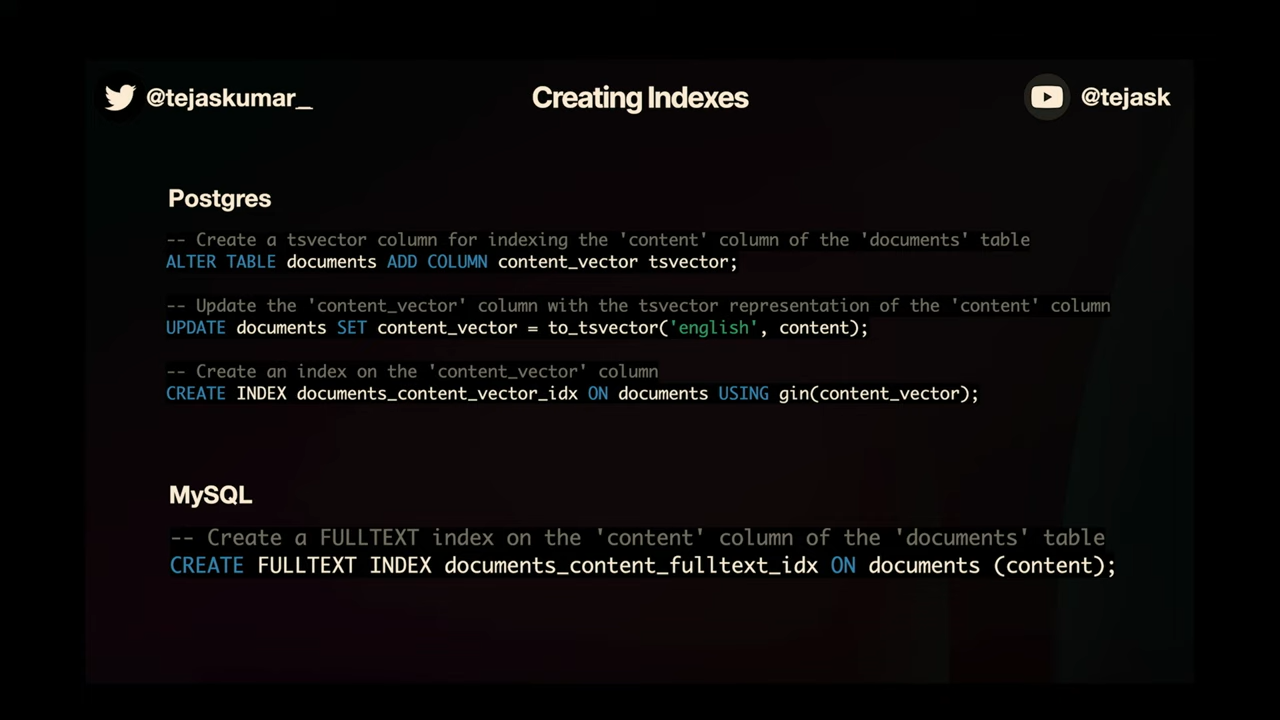 @tejaskumar_
Creating Indexes
@tejask
Postgres
-- Create a tsvector column for indexing the 'content' column of the 'documents' table
ALTER TABLE documents ADD COLUMN content_vector tsvector;
-- Update the 'content_vector' column with the tsvector representation of the 'content' column
UPDATE documents SET content_vector = to_tsvector('english', content);
-- Create an index on the 'content_vector' column
CREATE INDEX documents_content_vector_idx ON documents USING gin(content_vector);
MySQL
-- Create a FULLTEXT index on the 'content' column of the 'documents' table
CREATE FULLTEXT INDEX documents_content_fulltext_idx ON documents (content);